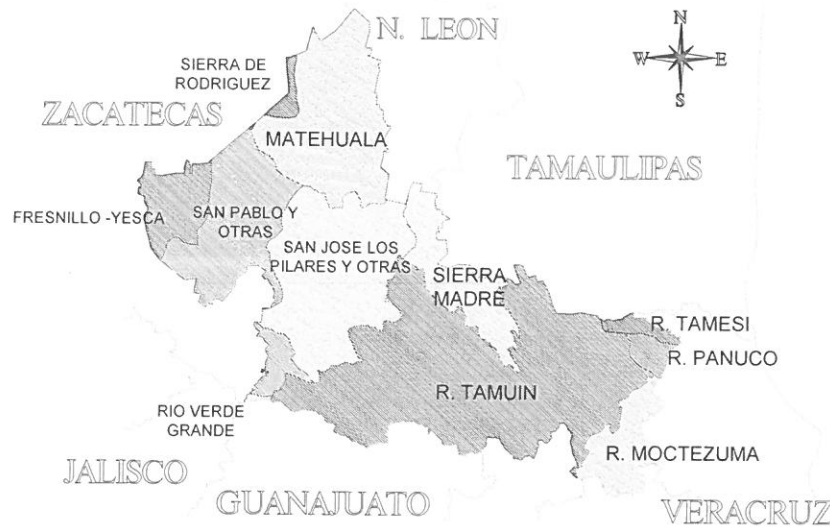 N. LEON
N
W E
S
SIERRA DE
RODRIGUEZ
ZACATECAS
MATEHUALA
TAMAULIPAS
FRESNILLO -YESCA
SAN PABLO Y
OTRAS
SAN JOSE LOS
PILARES Y OTRAS
SIERRA
MADRE
R. TAMESI
R. PANUCO
R. TAMUIN
RIO VERDE
GRANDE
R. MOCTEZUMA
JALISCO
GUANAJUATO
VERACRUZ